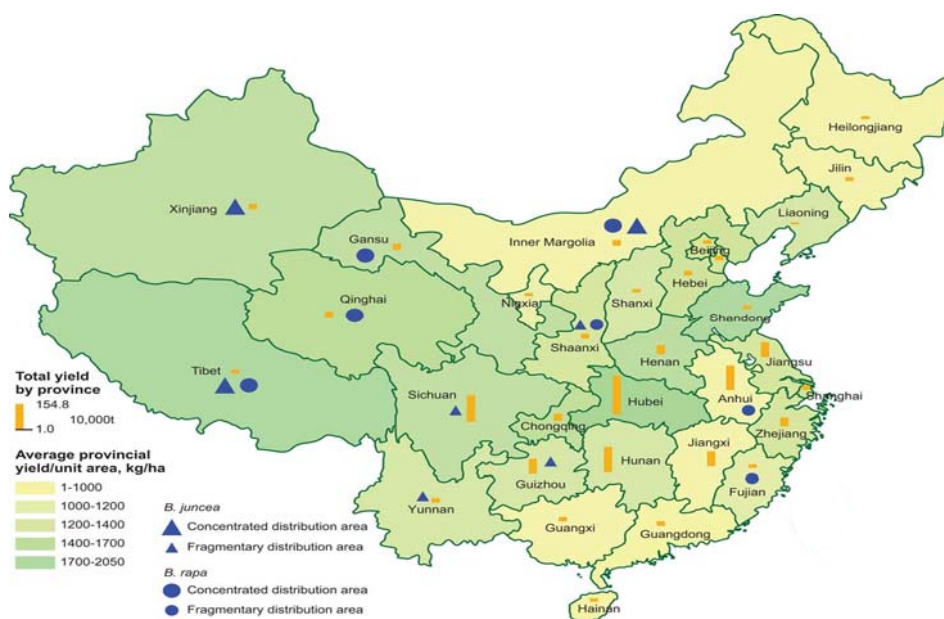 Heilongjiang
Jilin
Liaoning
Xinjiang
Gansu
Inner Margolia
Beijing
Hebei
Qinghai
Nigxia
Shanxi
Shandong
Shaanxi
Henan
Jiangsu
Tibet
Sichuan
Hubei
Anhui
Shanghai
Chongqing
Zhejiang
Jiangxi
Hunan
Guizhou
Fujian
Yunnan
Guangxi
Guangdong
Hainan
Total yield
by province
154.8
10,000t
1.0
Average provincial
yield/unit area, kg/ha
1-1000
1000-1200
1200-1400
1400-1700
1700-2050
B. juncea
Concentrated distribution area
Fragmentary distribution area
B. rapa
Concentrated distribution area
Fragmentary distribution area